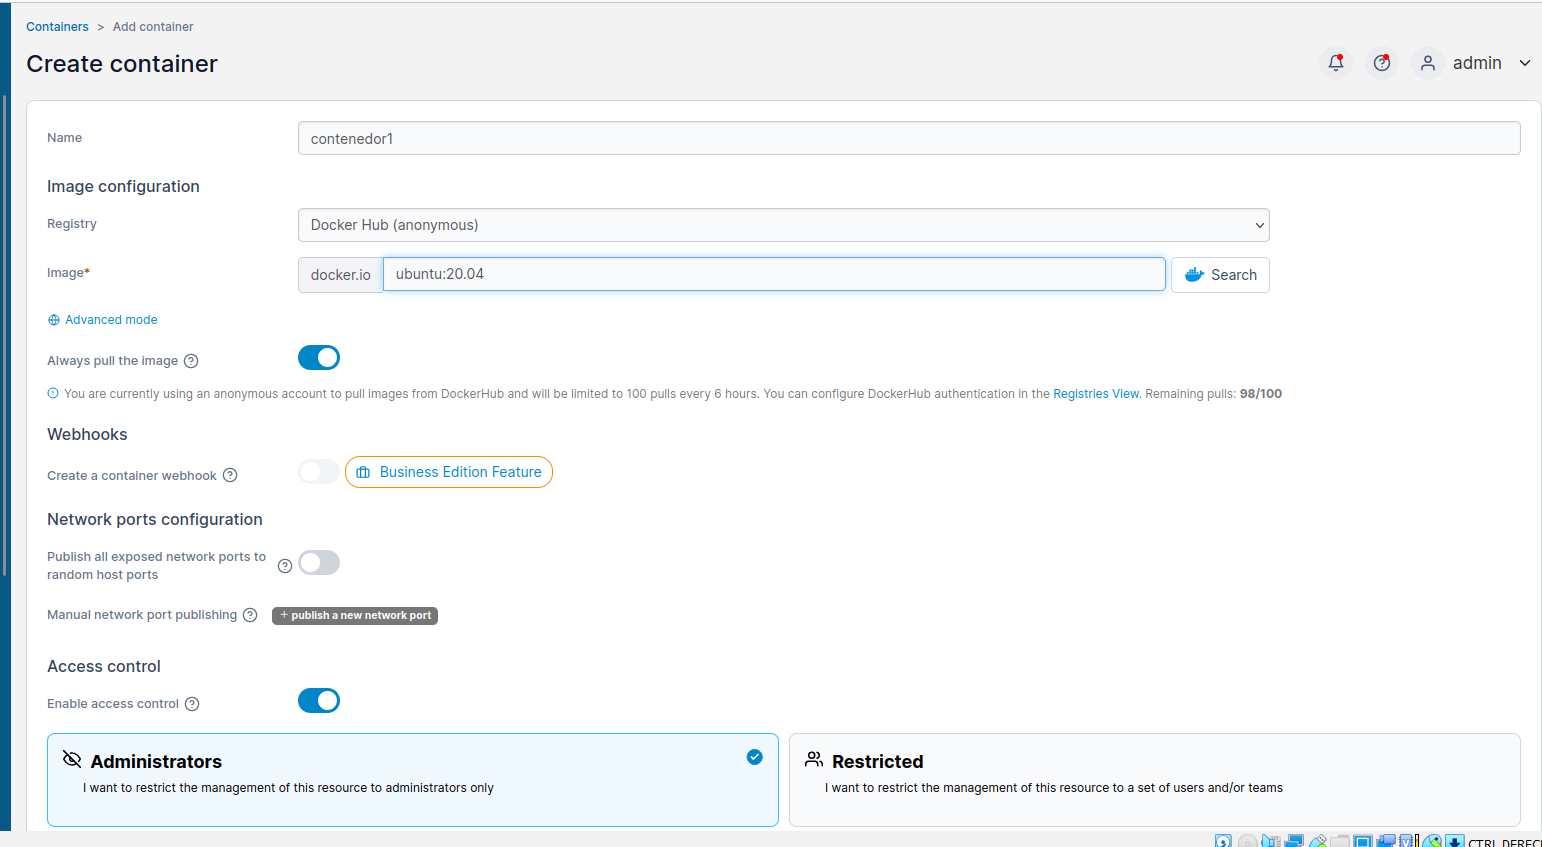 Containers > Add container
Create container
admin
Name
contenedor1
Image configuration
Registry
Docker Hub (anonymous)
Image*
docker.io
ubuntu:20.04
Search
Advanced mode
Always pull the image
You are currently using an anonymous account to pull images from DockerHub and will be limited to 100 pulls every 6 hours. You can configure DockerHub authentication in the Registries View. Remaining pulls: 98/100
Webhooks
Create a container webhook
Business Edition Feature
Network ports configuration
Publish all exposed network ports to
random host ports
Manual network port publishing
+ publish a new network port
Access control
Enable access control
Administrators
I want to restrict the management of this resource to administrators only
Restricted
I want to restrict the management of this resource to a set of users and/or teams
CTRL